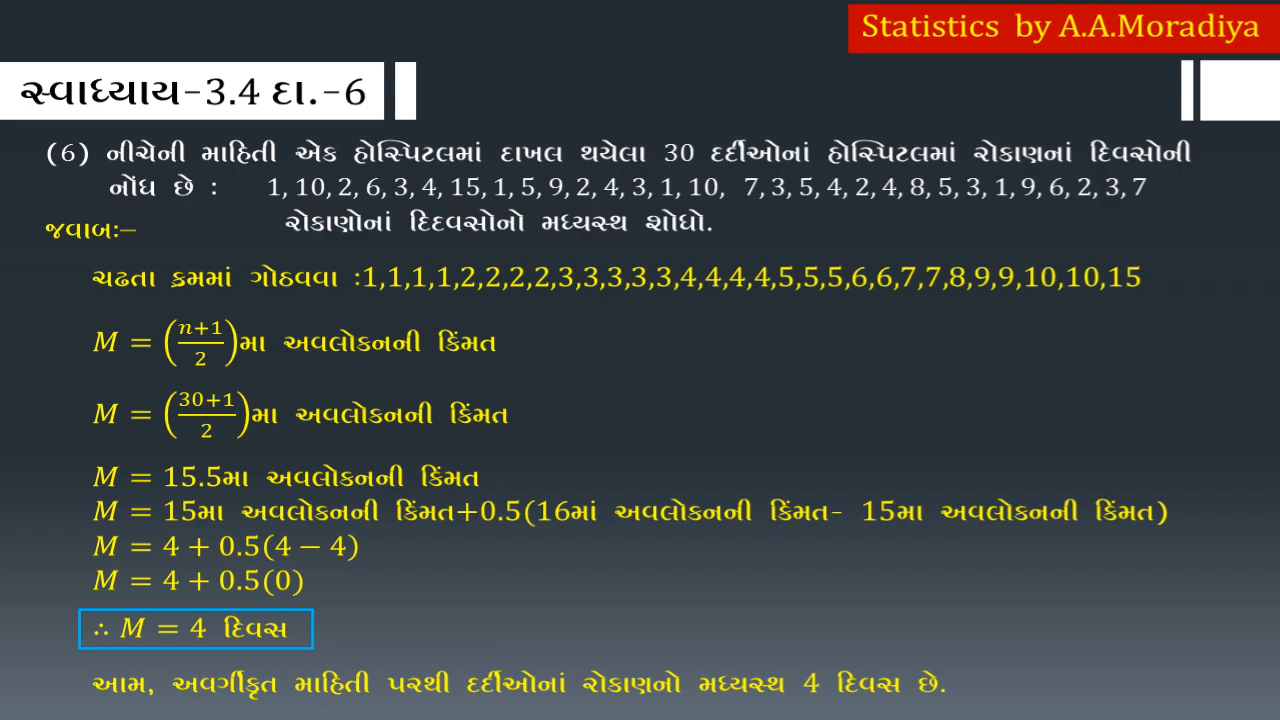 Statistics by A.A.Moradiya
સ્વાધ્યાય-3.4 દા.-6
(6) નીચેની માહિતી એક હોસ્પિટલમાં દાખલ થયેલા 30 દર્દીઓનાં હોસ્પિટલમાં રોકાણનાં દિવસોની
નોંધ છે : 1, 10, 2, 6, 3, 4, 15, 1, 5, 9, 2, 4, 3, 1, 10, 7, 3, 5, 4, 2, 4, 8, 5, 3, 1, 9, 6, 2, 3, 7
રોકાણોનાં દિદવસોનો મધ્યસ્થ શોધો.
જવાબ:–
ચઢતા ક્રમમાં ગોઠવવા :1,1,1,1,2,2,2,2,3,3,3,3,3,4,4,4,4,5,5,5,6,6,7,7,8,9,9,10,10,15
M = ((n+1)/2)મા અવલોકનની કિંમત
M = ((30+1)/2)મા અવલોકનની કિંમત
M = 15.5મા અવલોકનની કિંમત
M = 15મા અવલોકનની કિંમત+0.5(16માં અવલોકનની કિંમત- 15મા અવલોકનની કિંમત)
M = 4 + 0.5(4 − 4)
M = 4 + 0.5(0)
∴ M = 4 દિવસ
આમ, અવર્ગીકૃત માહિતી પરથી દર્દીઓનાં રોકાણનો મધ્યસ્થ 4 દિવસ છે.